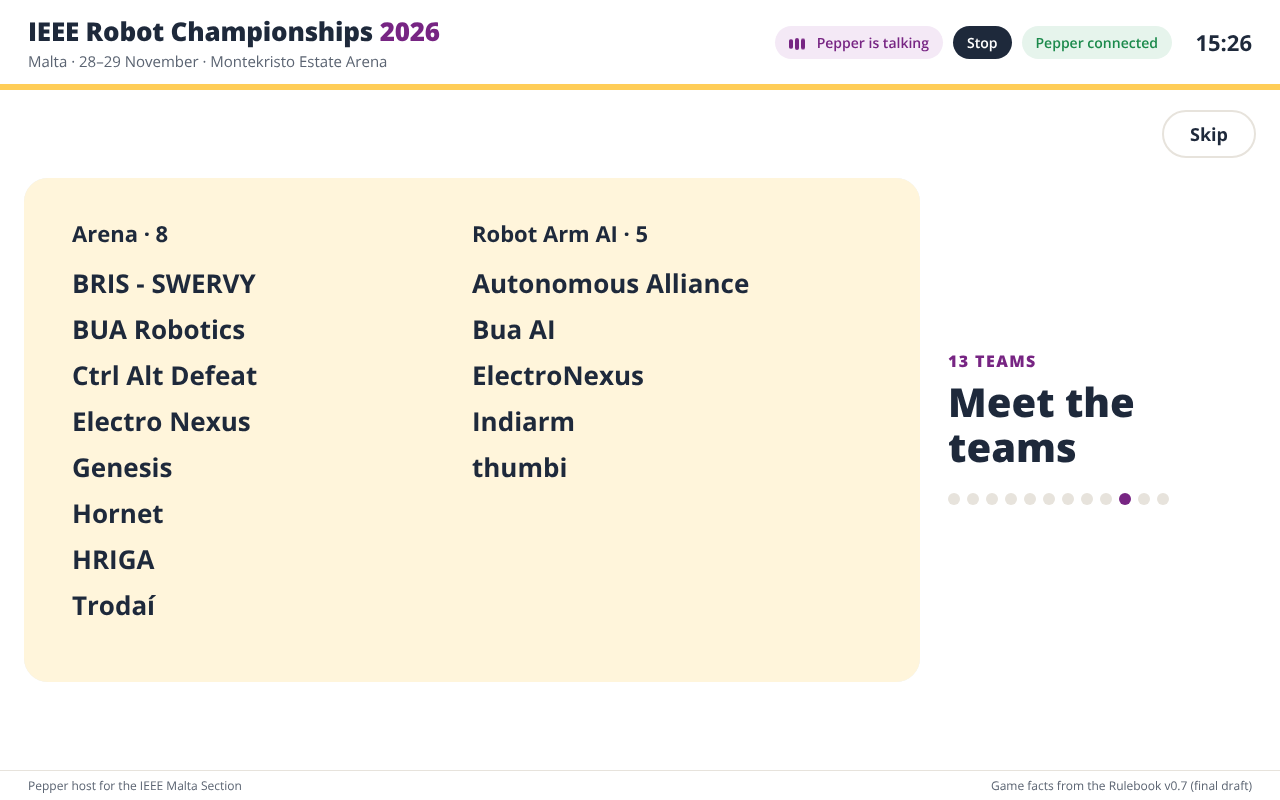 IEEE Robot Championships 2026
Malta · 28–29 November · Montekristo Estate Arena
Pepper is talking
Stop
Pepper connected
15:26
Skip
Arena · 8
BRIS - SWERVY
BUA Robotics
Ctrl Alt Defeat
Electro Nexus
Genesis
Hornet
HRIGA
Trodaí
Robot Arm AI · 5
Autonomous Alliance
Bua AI
ElectroNexus
Indiarm
thumbi
13 TEAMS
Meet the
teams
Pepper host for the IEEE Malta Section
Game facts from the Rulebook v0.7 (final draft)